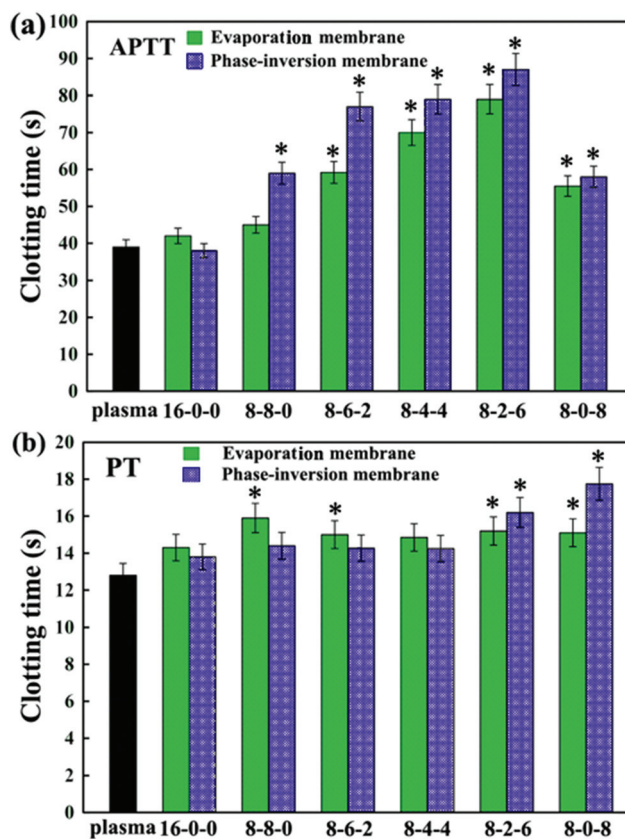 (a)
APTT
Evaporation membrane
Phase-inversion membrane
Clotting time (s)
100
90
80
70
60
50
40
30
20
10
0
* * * * * * * * *
plasma 16-0-0 8-8-0 8-6-2 8-4-4 8-2-6 8-0-8
(b)
PT
Evaporation membrane
Phase-inversion membrane
Clotting time (s)
20
18
16
14
12
10
8
6
4
2
0
* * * * * *
plasma 16-0-0 8-8-0 8-6-2 8-4-4 8-2-6 8-0-8